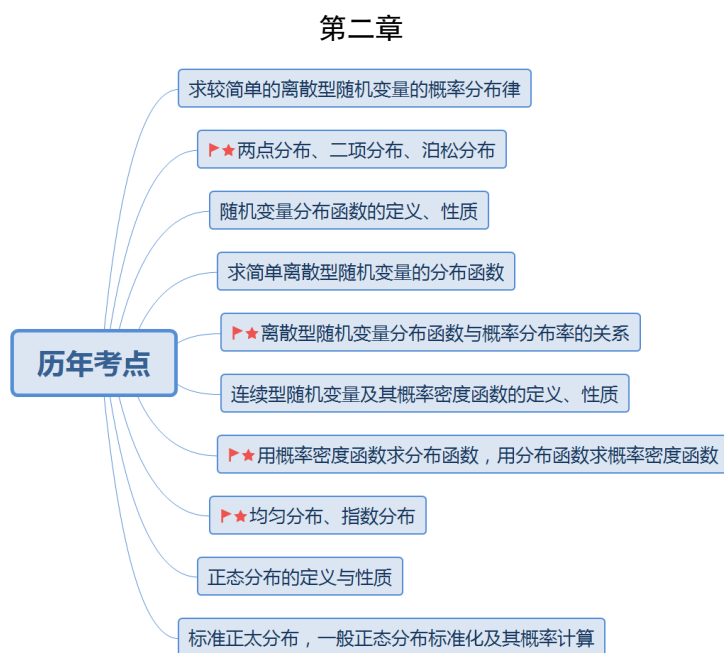 第二章
求较简单的离散型随机变量的概率分布律
两点分布、二项分布、泊松分布
随机变量分布函数的定义、性质
求简单离散型随机变量的分布函数
离散型随机变量分布函数与概率分布率的关系
历年考点
连续型随机变量及其概率密度函数的定义、性质
用概率密度函数求分布函数，用分布函数求概率密度函数
均匀分布、指数分布
正态分布的定义与性质
标准正太分布，一般正态分布标准化及其概率计算